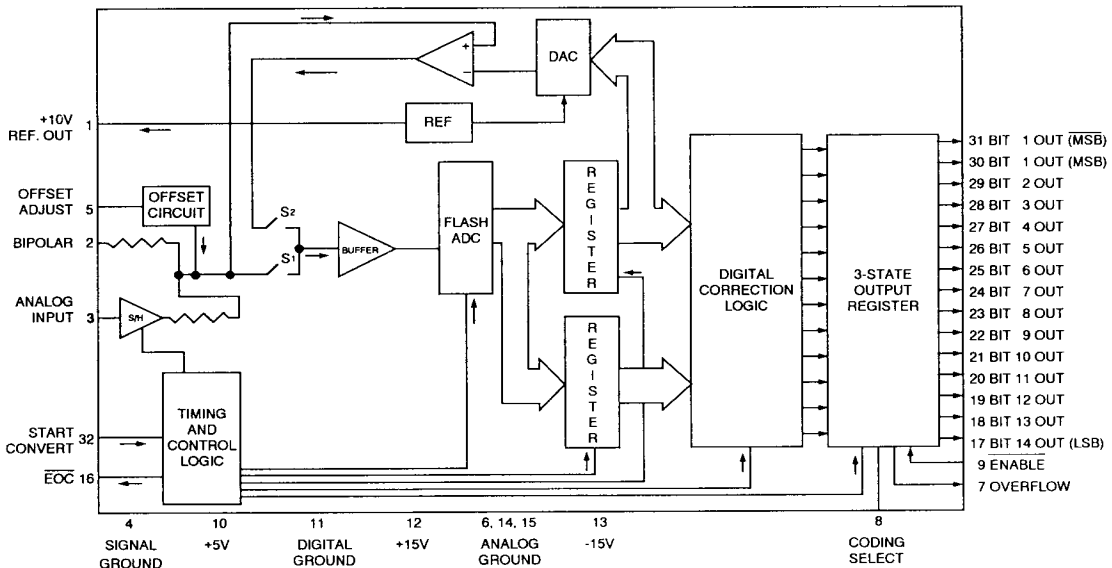 +
−
DAC
+10V
REF. OUT 1
REF
OFFSET
ADJUST 5
OFFSET
CIRCUIT
BIPOLAR 2
S2
S1
BUFFER
FLASH
ADC
REGISTER
REGISTER
DIGITAL
CORRECTION
LOGIC
3-STATE
OUTPUT
REGISTER
ANALOG
INPUT 3
S/H
TIMING
AND
CONTROL
LOGIC
START
CONVERT 32
E̅O̅C̅ 16
31 BIT 1 OUT (M̅S̅B̅)
30 BIT 1 OUT (MSB)
29 BIT 2 OUT
28 BIT 3 OUT
27 BIT 4 OUT
26 BIT 5 OUT
25 BIT 6 OUT
24 BIT 7 OUT
23 BIT 8 OUT
22 BIT 9 OUT
21 BIT 10 OUT
20 BIT 11 OUT
19 BIT 12 OUT
18 BIT 13 OUT
17 BIT 14 OUT (LSB)
9 E̅N̅A̅B̅L̅E̅
7 OVERFLOW
4
SIGNAL
GROUND
10
+5V
11
DIGITAL
GROUND
12
+15V
6, 14, 15
ANALOG
GROUND
13
-15V
8
CODING
SELECT